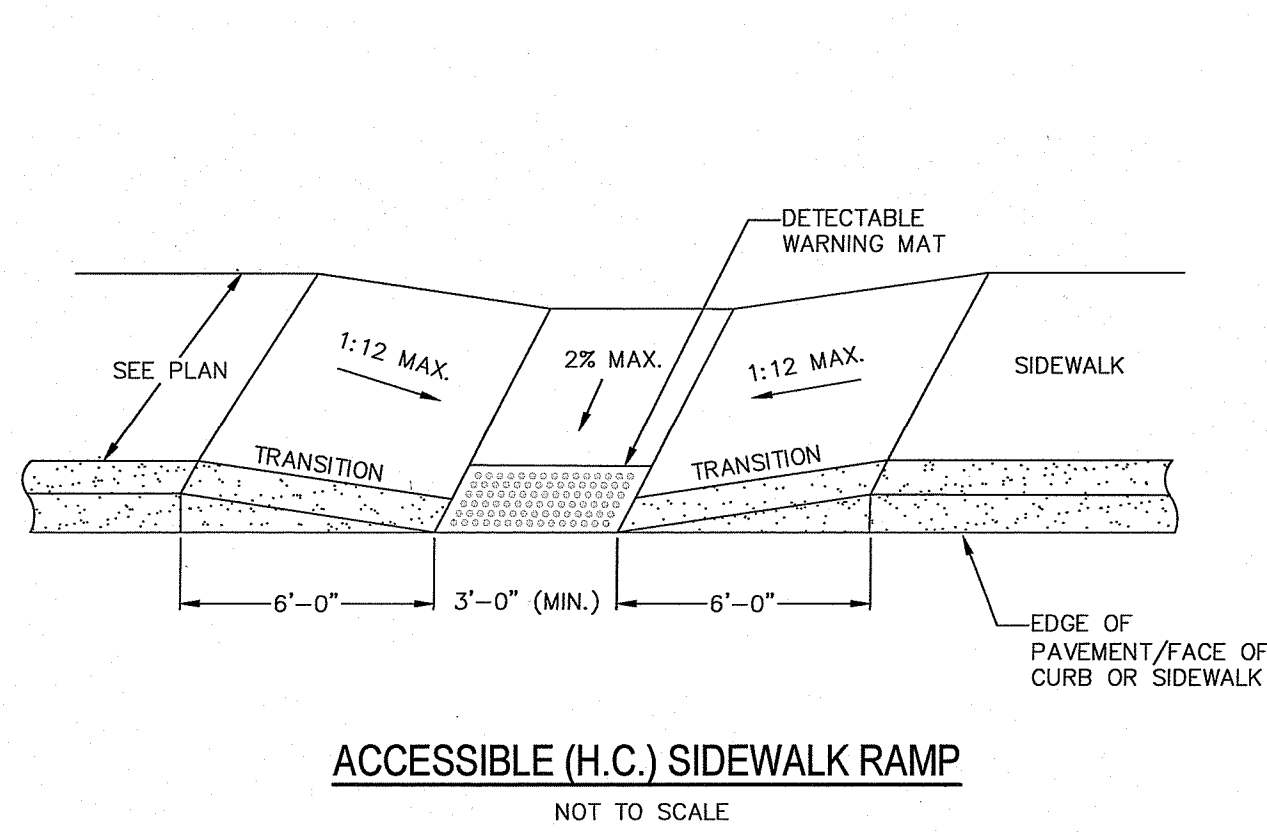 DETECTABLE
WARNING MAT
SEE PLAN
1:12 MAX.
2% MAX.
1:12 MAX.
SIDEWALK
TRANSITION
TRANSITION
6'-0"
3'-0" (MIN.)
6'-0"
EDGE OF
PAVEMENT/FACE OF
CURB OR SIDEWALK
ACCESSIBLE (H.C.) SIDEWALK RAMP
NOT TO SCALE